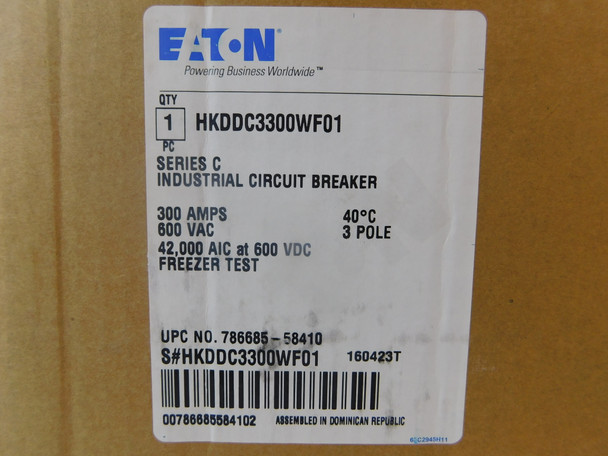 EATON
Powering Business Worldwide™
QTY
1 HKDDC3300WF01
PC
SERIES C
INDUSTRIAL CIRCUIT BREAKER
300 AMPS 40°C
600 VAC 3 POLE
42,000 AIC at 600 VDC
FREEZER TEST
UPC NO. 786685-58410
S#HKDDC3300WF01 160423T
00786685584102 ASSEMBLED IN DOMINICAN REPUBLIC